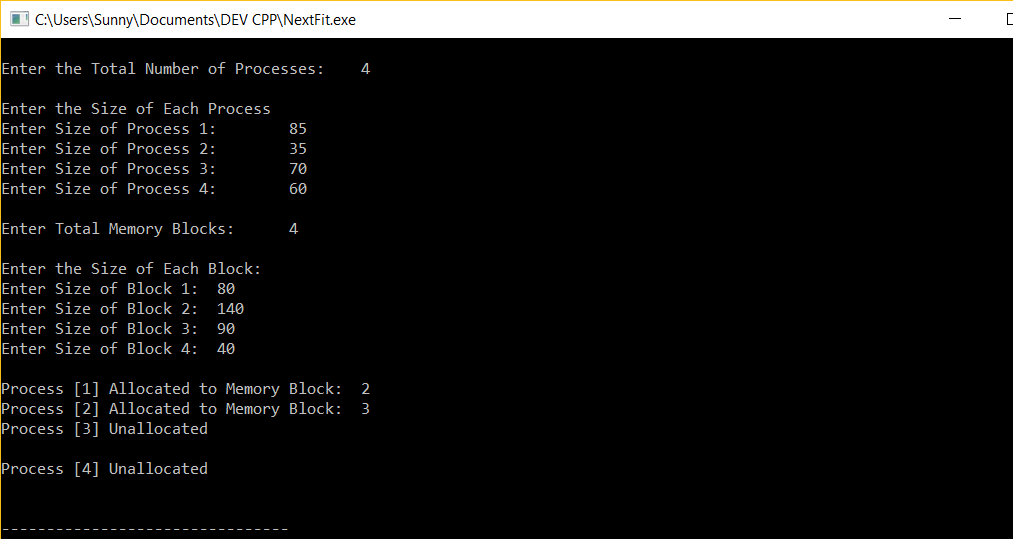 C:\Users\Sunny\Documents\DEV CPP\NextFit.exe
Enter the Total Number of Processes:    4
Enter the Size of Each Process
Enter Size of Process 1:        85
Enter Size of Process 2:        35
Enter Size of Process 3:        70
Enter Size of Process 4:        60
Enter Total Memory Blocks:      4
Enter the Size of Each Block:
Enter Size of Block 1:  80
Enter Size of Block 2:  140
Enter Size of Block 3:  90
Enter Size of Block 4:  40
Process [1] Allocated to Memory Block:  2
Process [2] Allocated to Memory Block:  3
Process [3] Unallocated
Process [4] Unallocated
--------------------------------